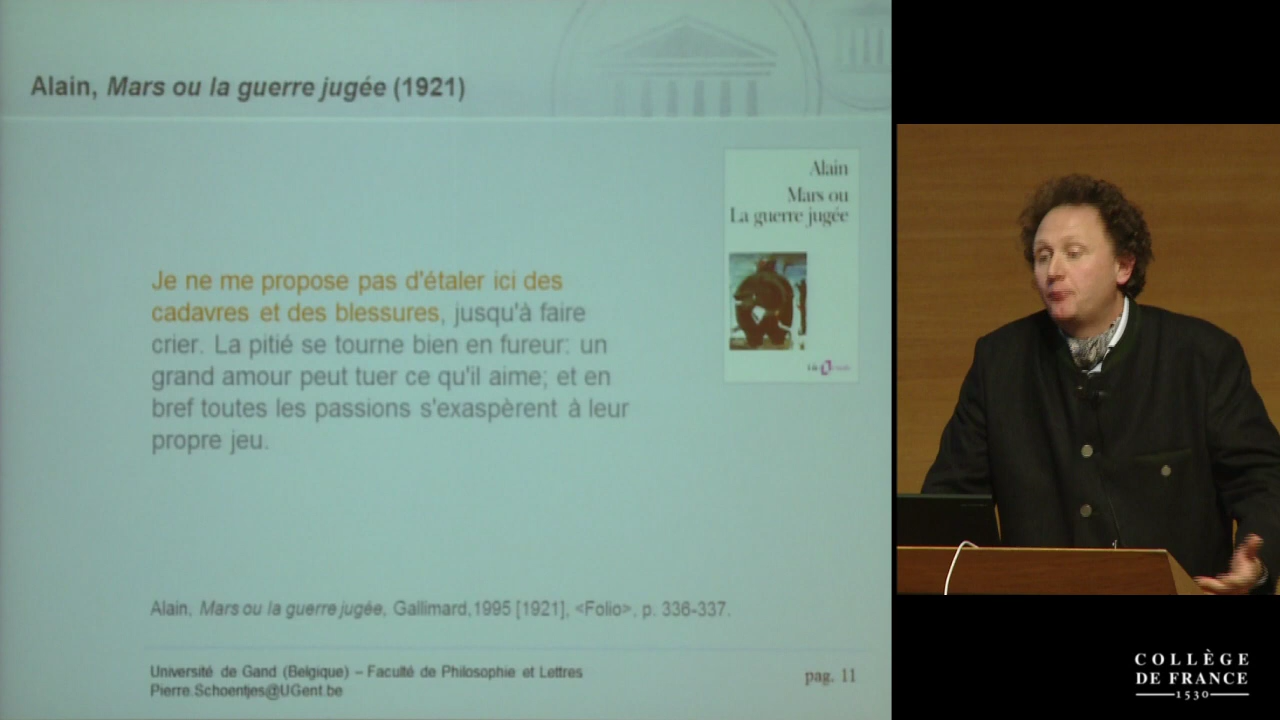 Alain, Mars ou la guerre jugée (1921)
Alain
Mars ou
La guerre jugée
Je ne me propose pas d'étaler ici des
cadavres et des blessures, jusqu'à faire
crier. La pitié se tourne bien en fureur: un
grand amour peut tuer ce qu'il aime; et en
bref toutes les passions s'exaspèrent à leur
propre jeu.
Alain, Mars ou la guerre jugée, Gallimard,1995 [1921], <Folio>, p. 336-337.
Université de Gand (Belgique) – Faculté de Philosophie et Lettres
Pierre.Schoentjes@UGent.be
pag. 11
COLLÈGE
DE FRANCE
1530